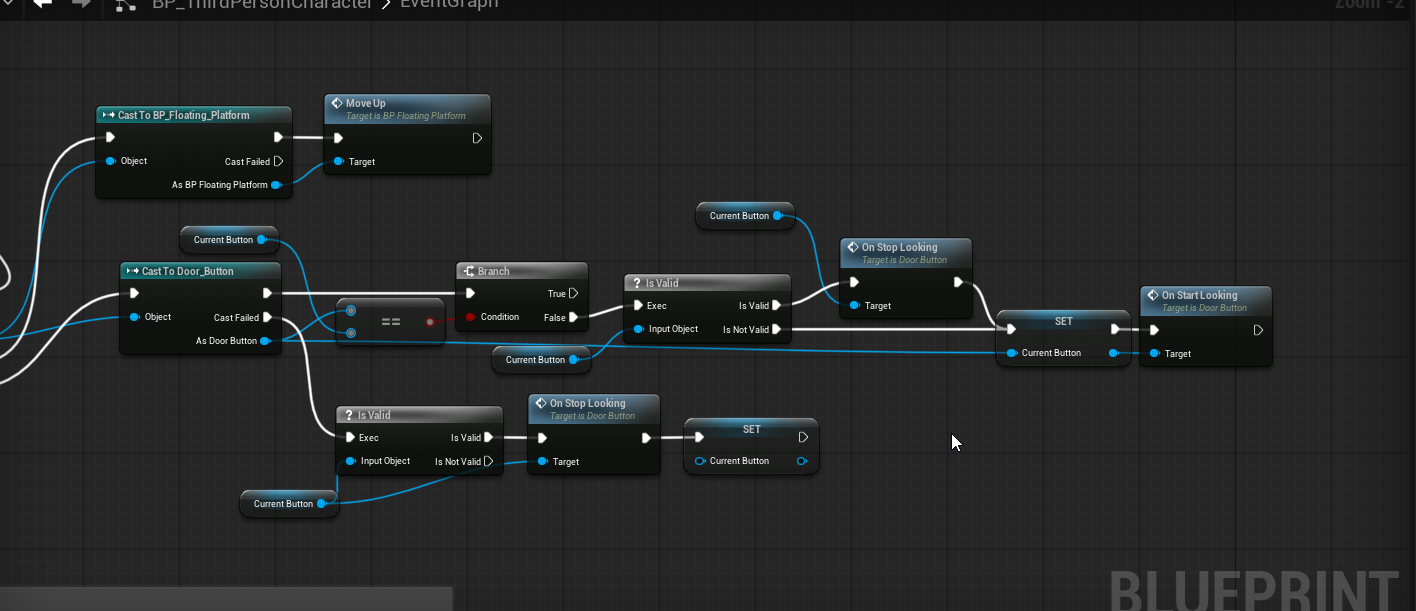 BP_ThirdPersonCharacter > EventGraph
Zoom -2
Cast To BP_Floating_Platform
Object
Cast Failed
As BP Floating Platform
Move Up
Target is BP Floating Platform
Target
Current Button
Cast To Door_Button
Object
Cast Failed
As Door Button
==
Branch
True
Condition
False
Current Button
? Is Valid
Exec
Is Valid
Input Object
Is Not Valid
Current Button
On Stop Looking
Target is Door Button
Target
SET
Current Button
On Start Looking
Target is Door Button
Target
? Is Valid
Exec
Is Valid
Input Object
Is Not Valid
Current Button
On Stop Looking
Target is Door Button
Target
SET
Current Button
BLUEPRINT